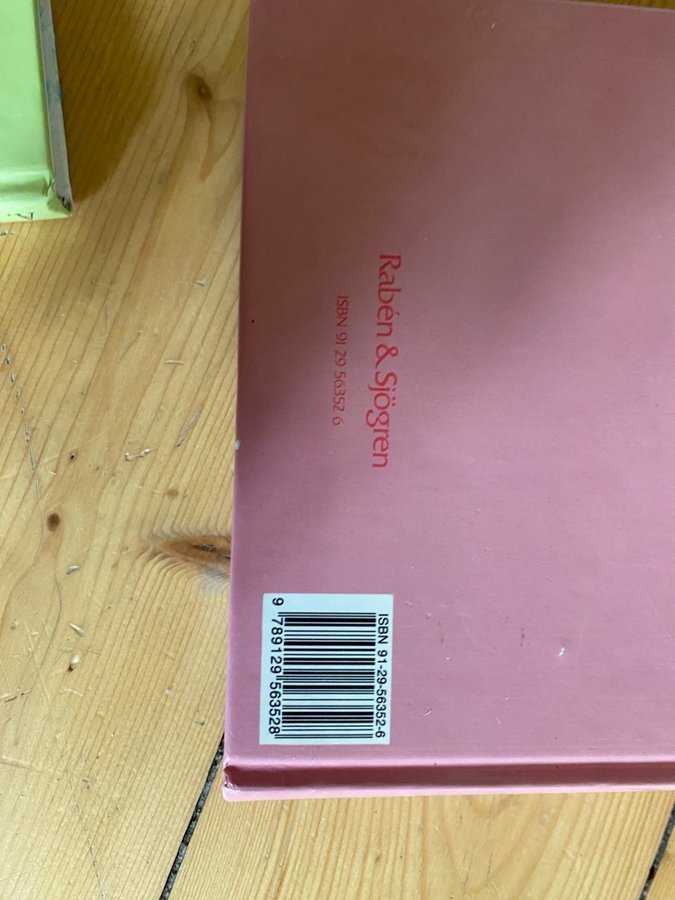 Rabén & Sjögren
ISBN 91 29 56352 6
ISBN 91-29-56352-6
9 789129 563528